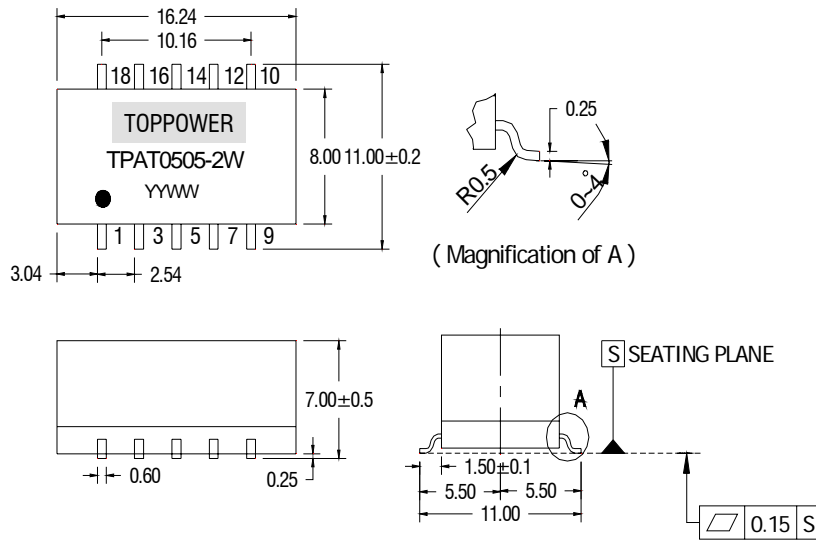 16.24
10.16
18 16 14 12 10
TOPPOWER
TPAT0505-2W
YYWW
8.00 11.00±0.2
1 3 5 7 9
3.04 2.54
0.25
R0.5
0~4°
( Magnification of A )
7.00±0.5
0.60
0.25
S SEATING PLANE
A
1.50±0.1
5.50 5.50
11.00
0.15 S